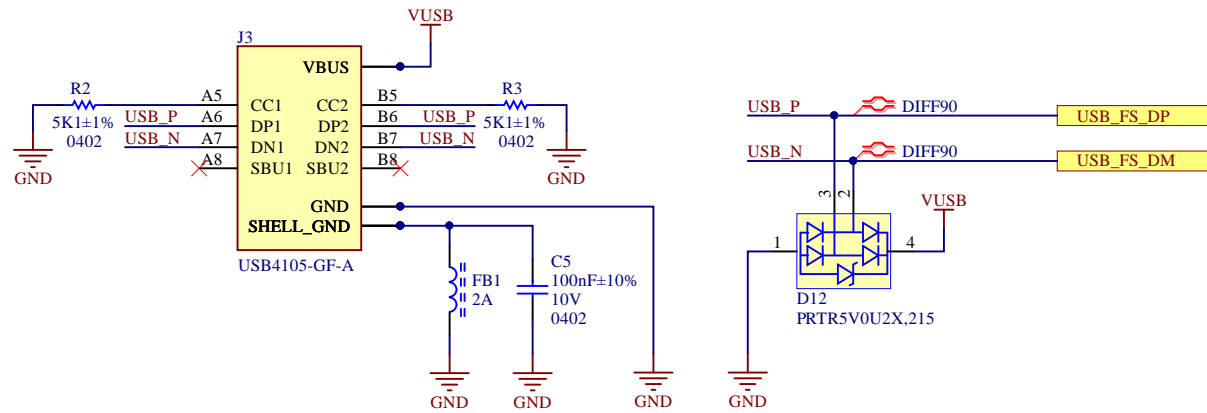 VUSB
J3
VBUS
R2
A5 CC1 CC2 B5
R3
5K1±1%
0402
USB_P A6 DP1 DP2 B6 USB_P
5K1±1%
0402
USB_N A7 DN1 DN2 B7 USB_N
A8 SBU1 SBU2 B8
GND
GND
GND
SHELL_GND
USB4105-GF-A
FB1
2A
C5
100nF±10%
10V
0402
GND
GND
GND
USB_P DIFF90 USB_FS_DP
USB_N DIFF90 USB_FS_DM
3 2
VUSB
1 4
D12
PRTR5V0U2X,215
GND